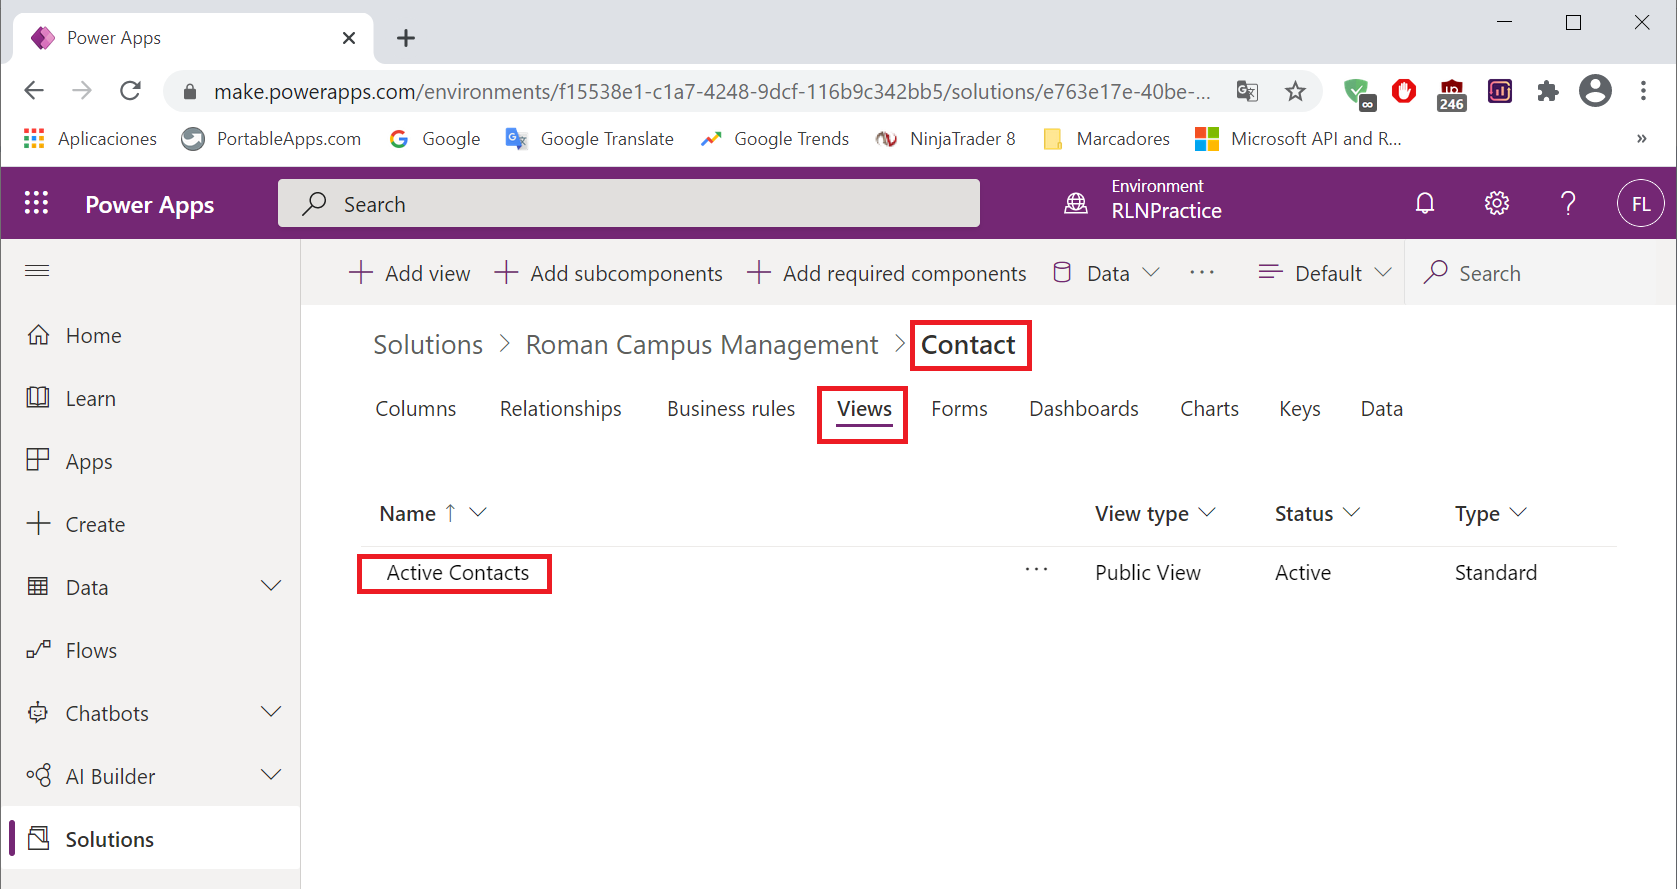 Power Apps
make.powerapps.com/environments/f15538e1-c1a7-4248-9dcf-116b9c342bb5/solutions/e763e17e-40be-...
246
Aplicaciones PortableApps.com Google Google Translate Google Trends NinjaTrader 8 Marcadores Microsoft API and R... »
Power Apps Search Environment
RLNPractice
? FL
+ Add view + Add subcomponents + Add required components Data ··· Default Search
Solutions > Roman Campus Management > Contact
Columns Relationships Business rules Views Forms Dashboards Charts Keys Data
Name ↑ View type Status Type
Active Contacts ··· Public View Active Standard
Home
Learn
Apps
Create
Data
Flows
Chatbots
AI Builder
Solutions